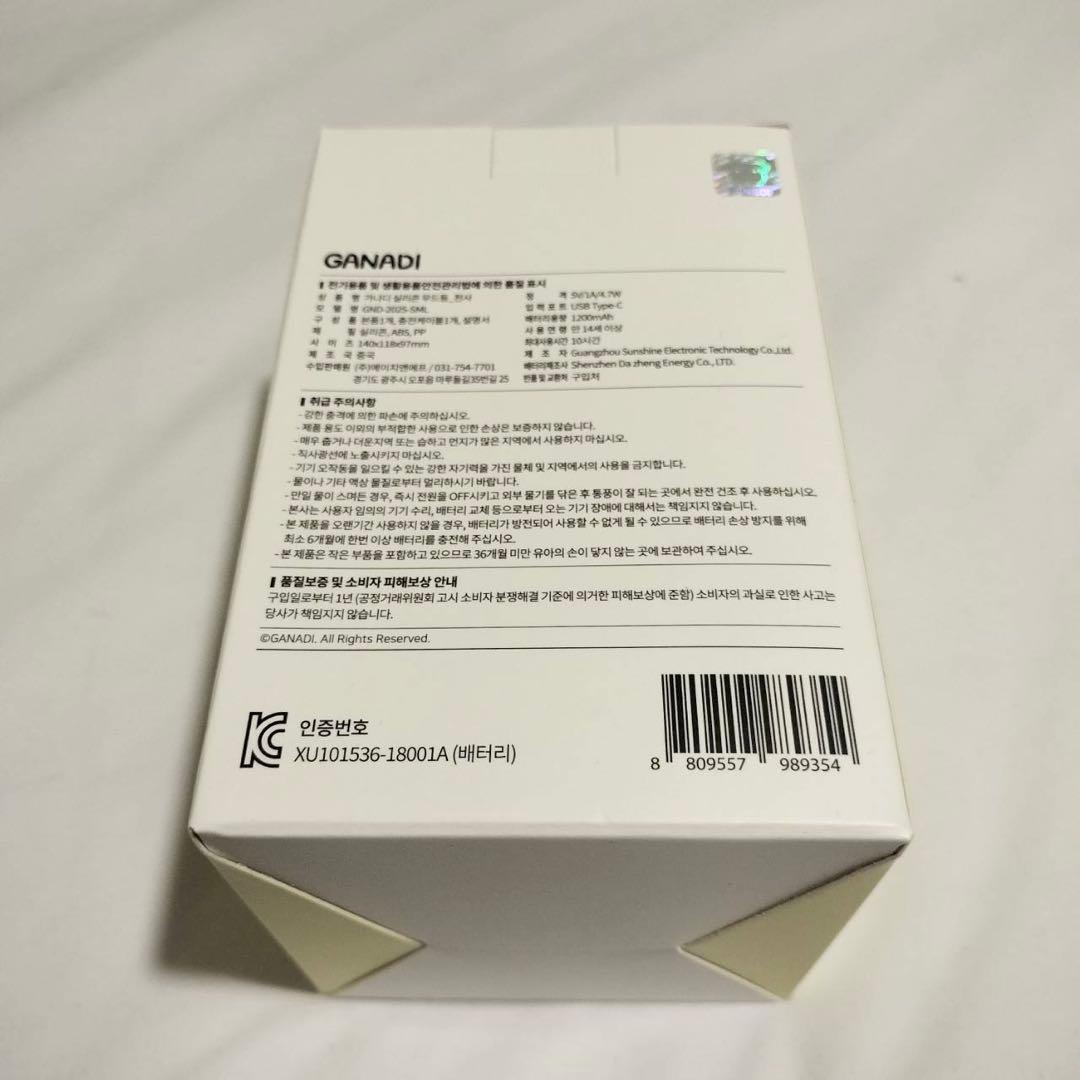 GANADI
전기용품 및 생활용품안전관리법에 의한 품질 표시
상 품 명 가나디 실리콘 무드등_천사
모 델 명 GND-2025-SML
구 성 품 본품1개, 충전케이블1개, 설명서
재 질 실리콘, ABS, PP
사 이 즈 140x118x97mm
제 조 국 중국
수입판매원 (주)에이치앤에프 / 031-754-7701
경기도 광주시 오포읍 마루들길35번길 25
정 격 5V/1A/4.7W
입 력 포 트 USB Type-C
배터리용량 1200mAh
사 용 연 령 만 14세 이상
최대사용시간 10시간
제 조 자 Guangzhou Sunshine Electronic Technology Co.,Ltd.
배터리제조사 Shenzhen Da zheng Energy Co., LTD.
반품 및 교환처 구입처
취급 주의사항
- 강한 충격에 의한 파손에 주의하십시오.
- 제품 용도 이외의 부적합한 사용으로 인한 손상은 보증하지 않습니다.
- 매우 춥거나 더운지역 또는 습하고 먼지가 많은 지역에서 사용하지 마십시오.
- 직사광선에 노출시키지 마십시오.
- 기기 오작동을 일으킬 수 있는 강한 자기력을 가진 물체 및 지역에서의 사용을 금지합니다.
- 물이나 기타 액상 물질로부터 멀리하시기 바랍니다.
- 만일 물이 스며든 경우, 즉시 전원을 OFF시키고 외부 물기를 닦은 후 통풍이 잘 되는 곳에서 완전 건조 후 사용하십시오.
- 본사는 사용자 임의의 기기 수리, 배터리 교체 등으로부터 오는 기기 장애에 대해서는 책임지지 않습니다.
- 본 제품을 오랜기간 사용하지 않을 경우, 배터리가 방전되어 사용할 수 없게 될 수 있으므로 배터리 손상 방지를 위해
최소 6개월에 한번 이상 배터리를 충전해 주십시오.
- 본 제품은 작은 부품을 포함하고 있으므로 36개월 미만 유아의 손이 닿지 않는 곳에 보관하여 주십시오.
품질보증 및 소비자 피해보상 안내
구입일로부터 1년 (공정거래위원회 고시 소비자 분쟁해결 기준에 의거한 피해보상에 준함) 소비자의 과실로 인한 사고는
당사가 책임지지 않습니다.
©GANADI. All Rights Reserved.
인증번호
XU101536-18001A (배터리)
8 809557 989354